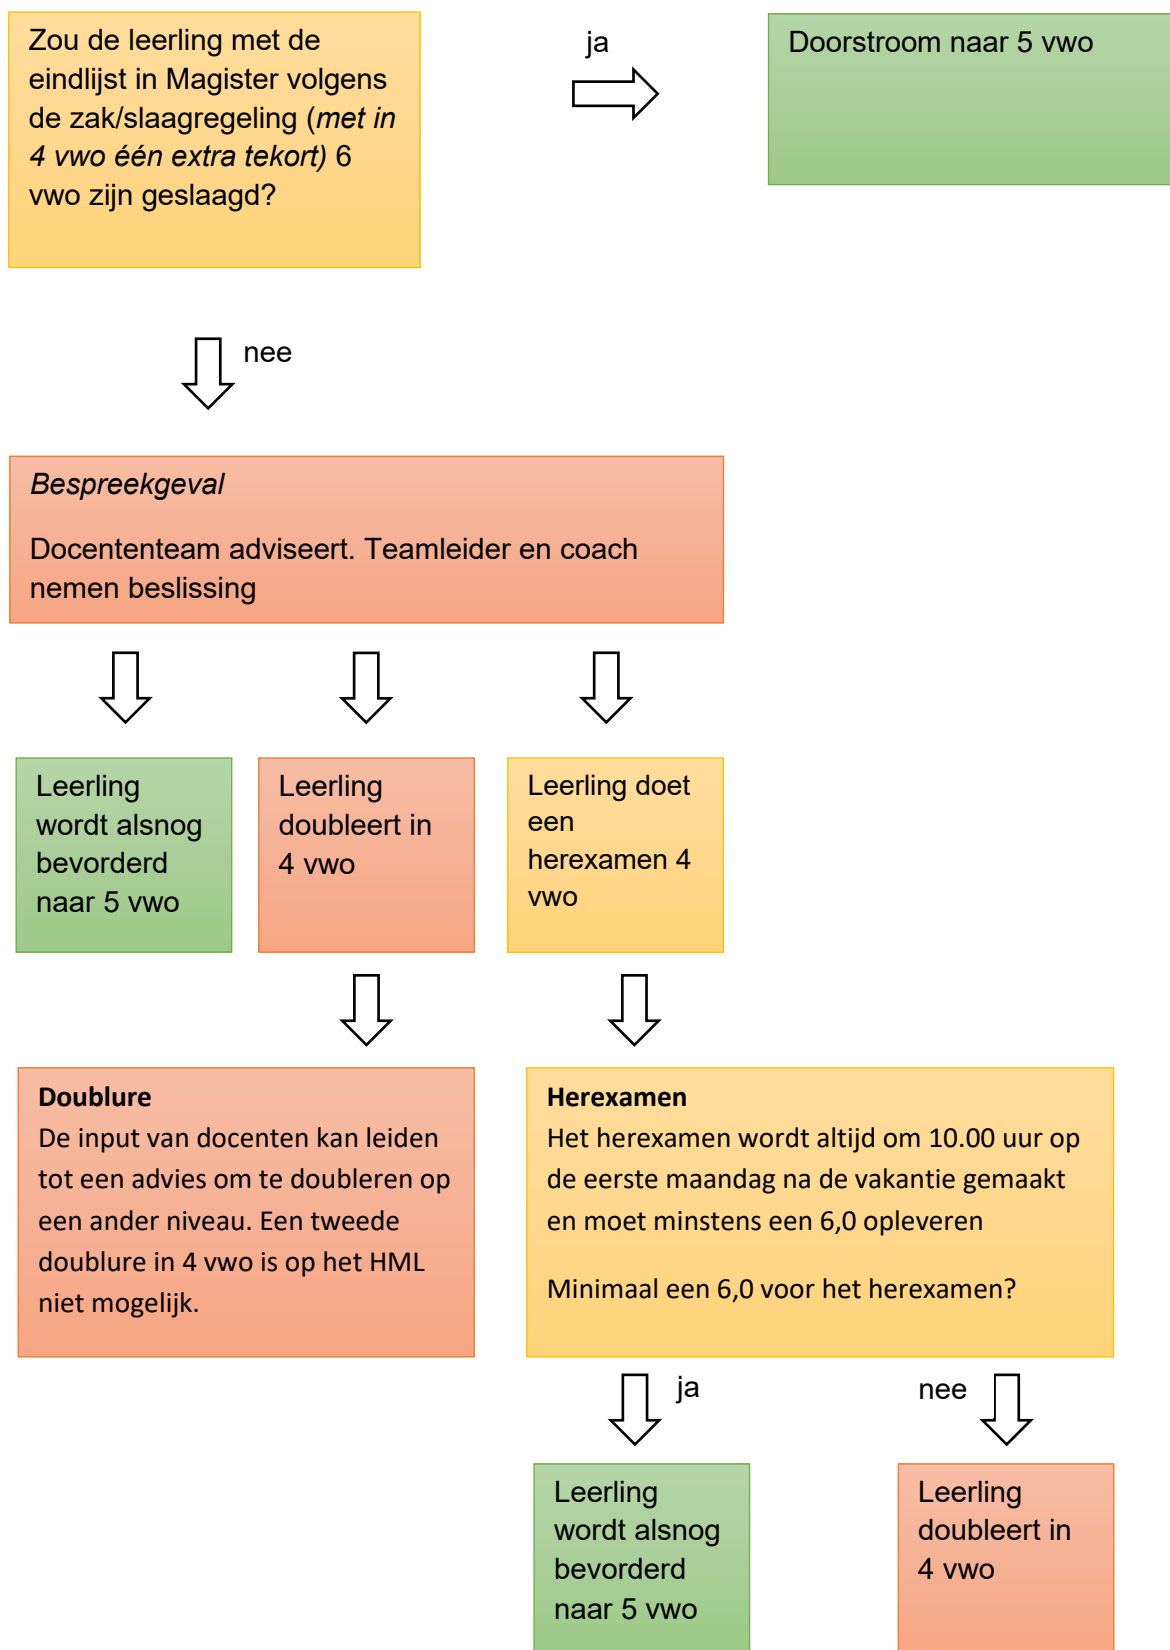 Zou de leerling met de
eindlijst in Magister volgens
de zak/slaagregeling (met in
4 vwo één extra tekort) 6
vwo zijn geslaagd?
ja
Doorstroom naar 5 vwo
nee
Bespreekgeval
Docententeam adviseert. Teamleider en coach
nemen beslissing
Leerling
wordt alsnog
bevorderd
naar 5 vwo
Leerling
doubleert in
4 vwo
Leerling doet
een
herexamen 4
vwo
Doublure
De input van docenten kan leiden
tot een advies om te doubleren op
een ander niveau. Een tweede
doublure in 4 vwo is op het HML
niet mogelijk.
Herexamen
Het herexamen wordt altijd om 10.00 uur op
de eerste maandag na de vakantie gemaakt
en moet minstens een 6,0 opleveren
Minimaal een 6,0 voor het herexamen?
ja
nee
Leerling
wordt alsnog
bevorderd
naar 5 vwo
Leerling
doubleert in
4 vwo